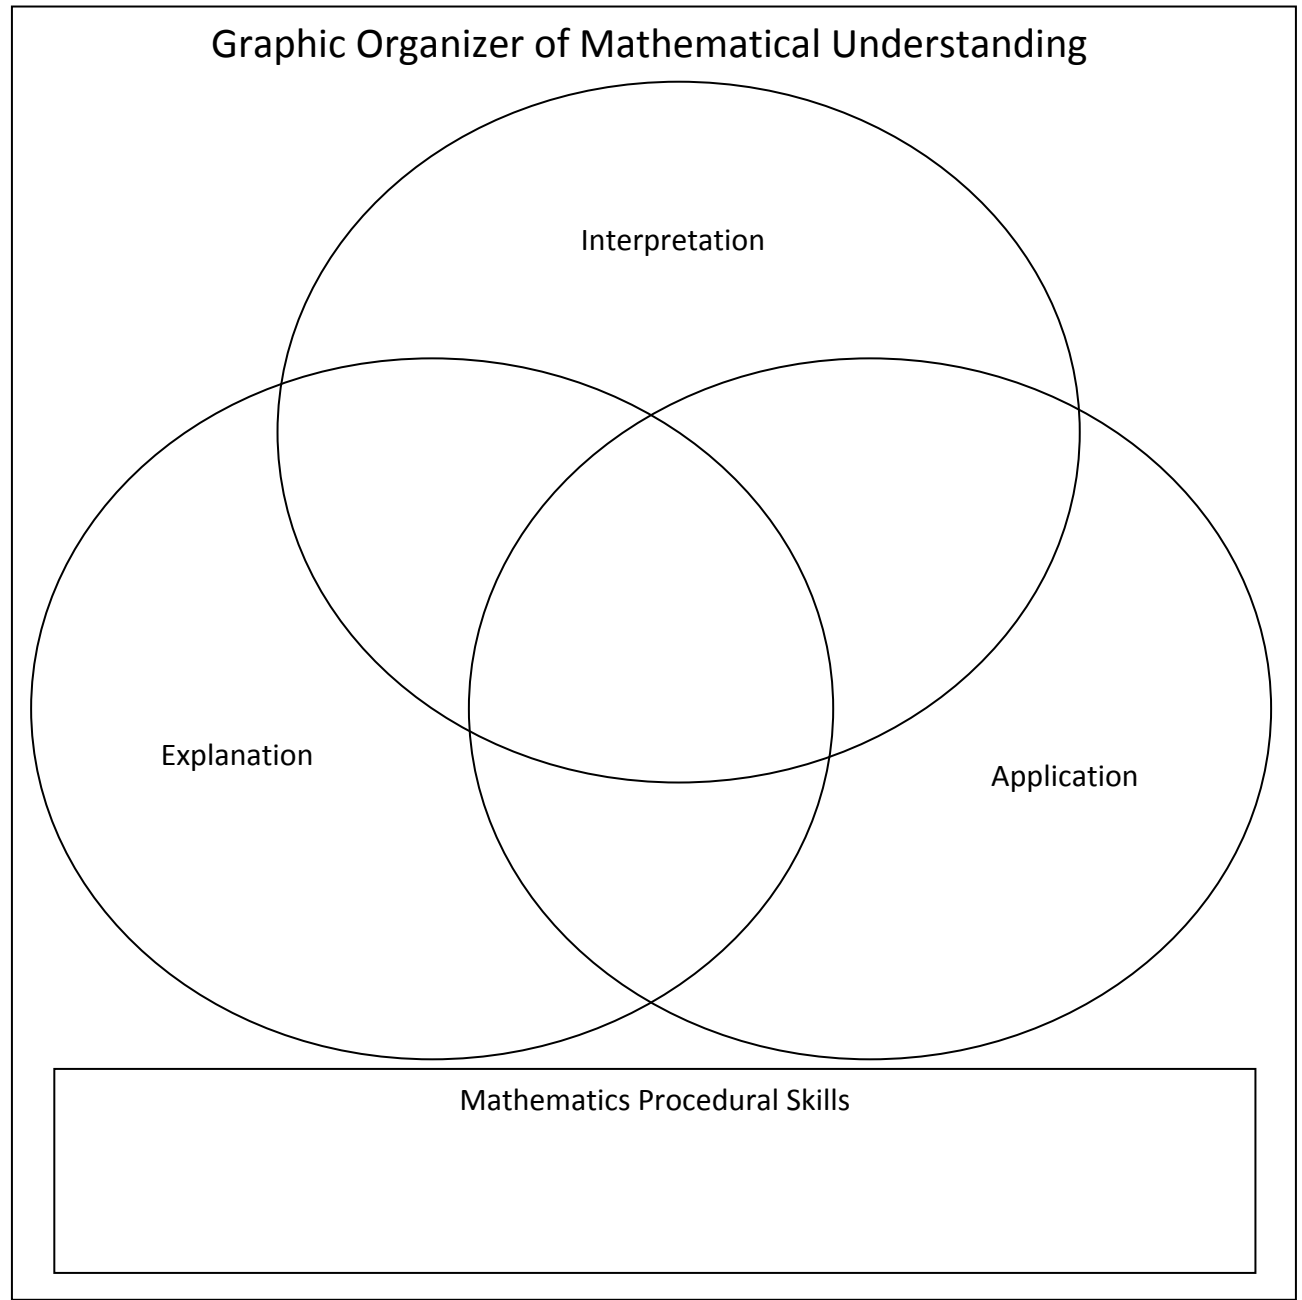 Graphic Organizer of Mathematical Understanding
Interpretation
Explanation
Application
Mathematics Procedural Skills